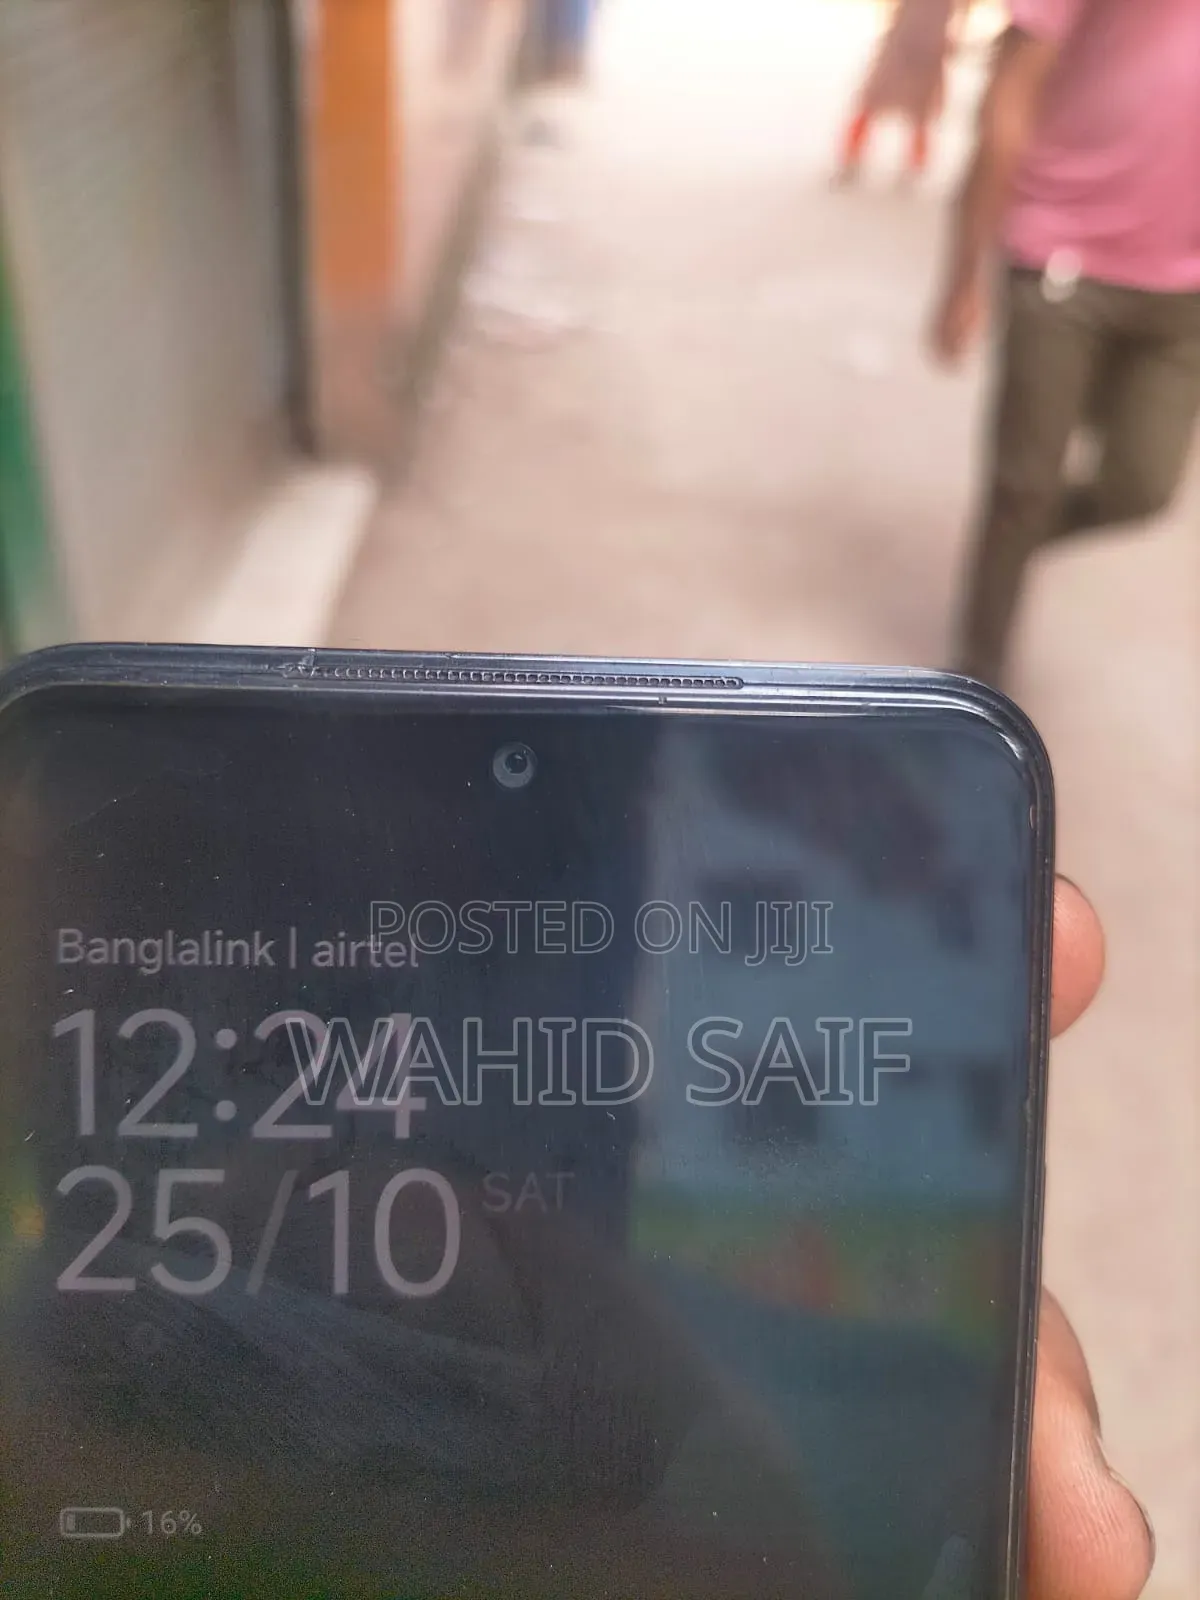 POSTED ON JIJI
Banglalink | airtel
WAHID SAIF
12:24
25/10 SAT
16%